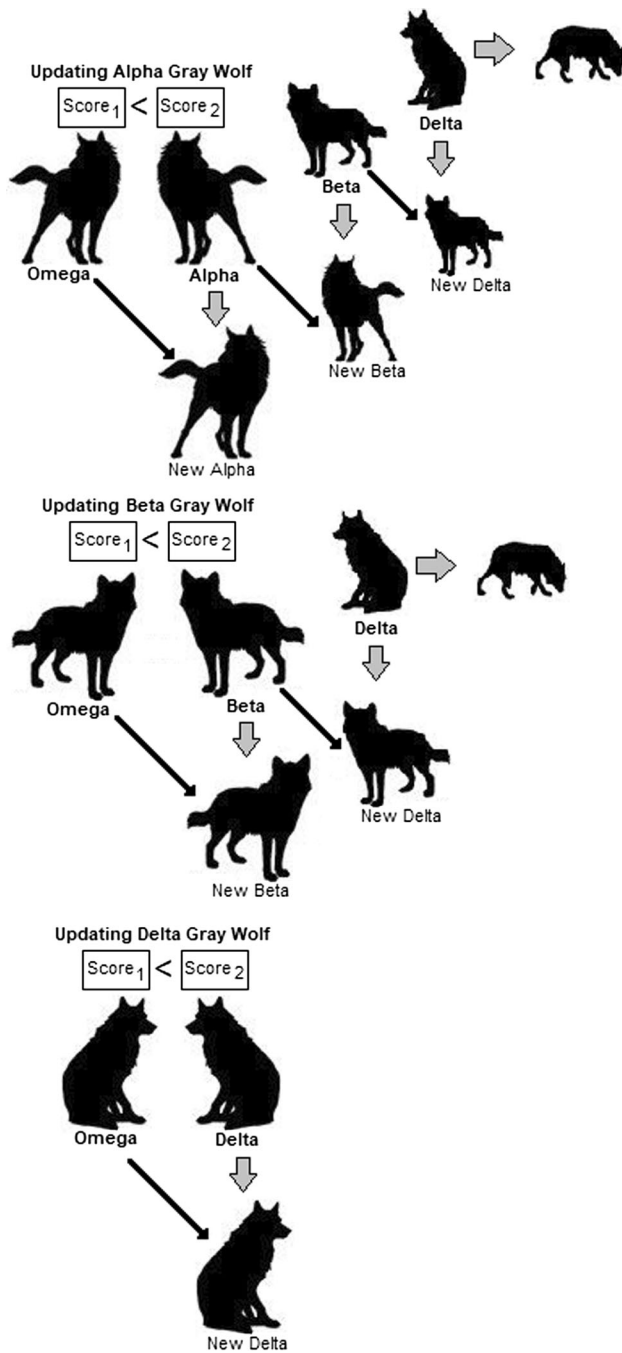 Updating Alpha Gray Wolf
Score1 < Score2
Delta
Beta
Omega
Alpha
New Delta
New Beta
New Alpha
Updating Beta Gray Wolf
Score1 < Score2
Delta
Omega
Beta
New Delta
New Beta
Updating Delta Gray Wolf
Score1 < Score2
Omega
Delta
New Delta